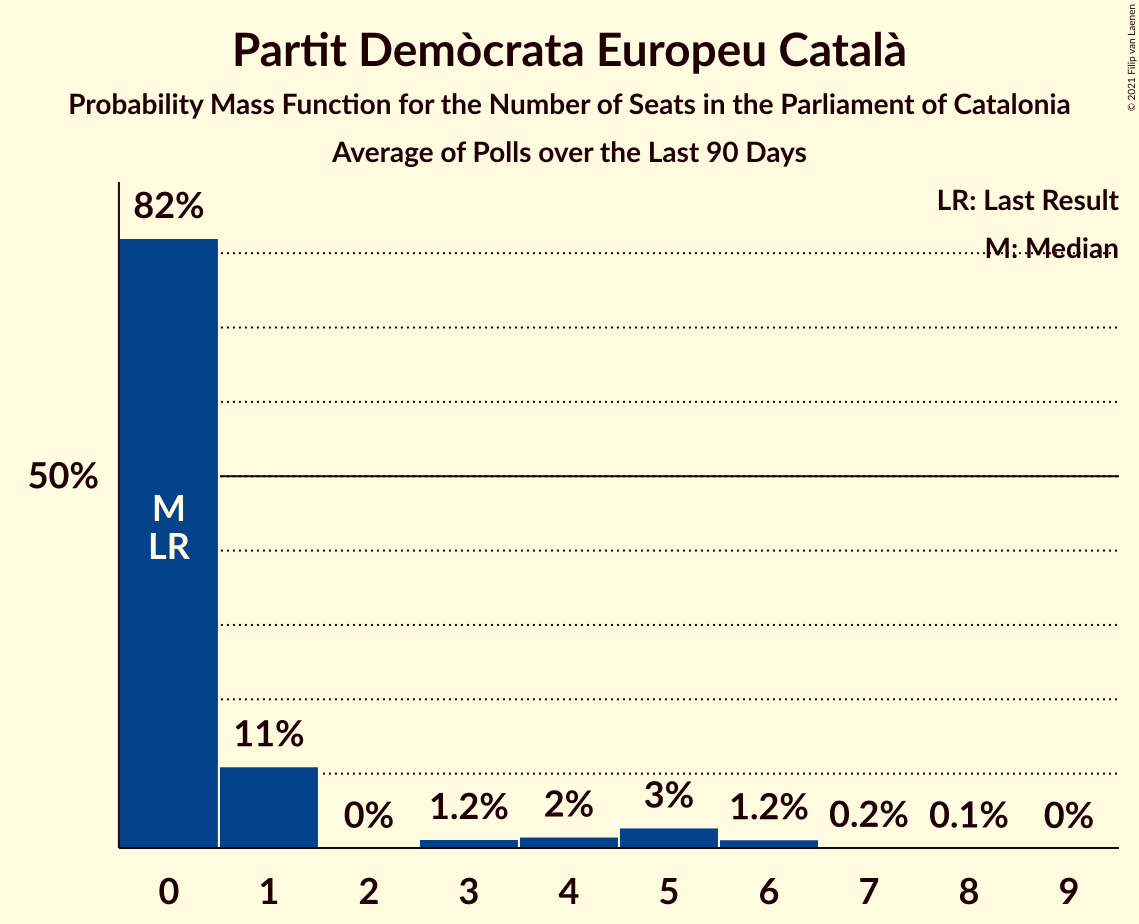 Partit Demòcrata Europeu Català
Probability Mass Function for the Number of Seats in the Parliament of Catalonia
Average of Polls over the Last 90 Days
© 2021 Filip van Laenen
LR: Last Result
M: Median
82%
50%
M
LR
11%
0%
1.2%
2%
3%
1.2%
0.2%
0.1%
0%
0 1 2 3 4 5 6 7 8 9